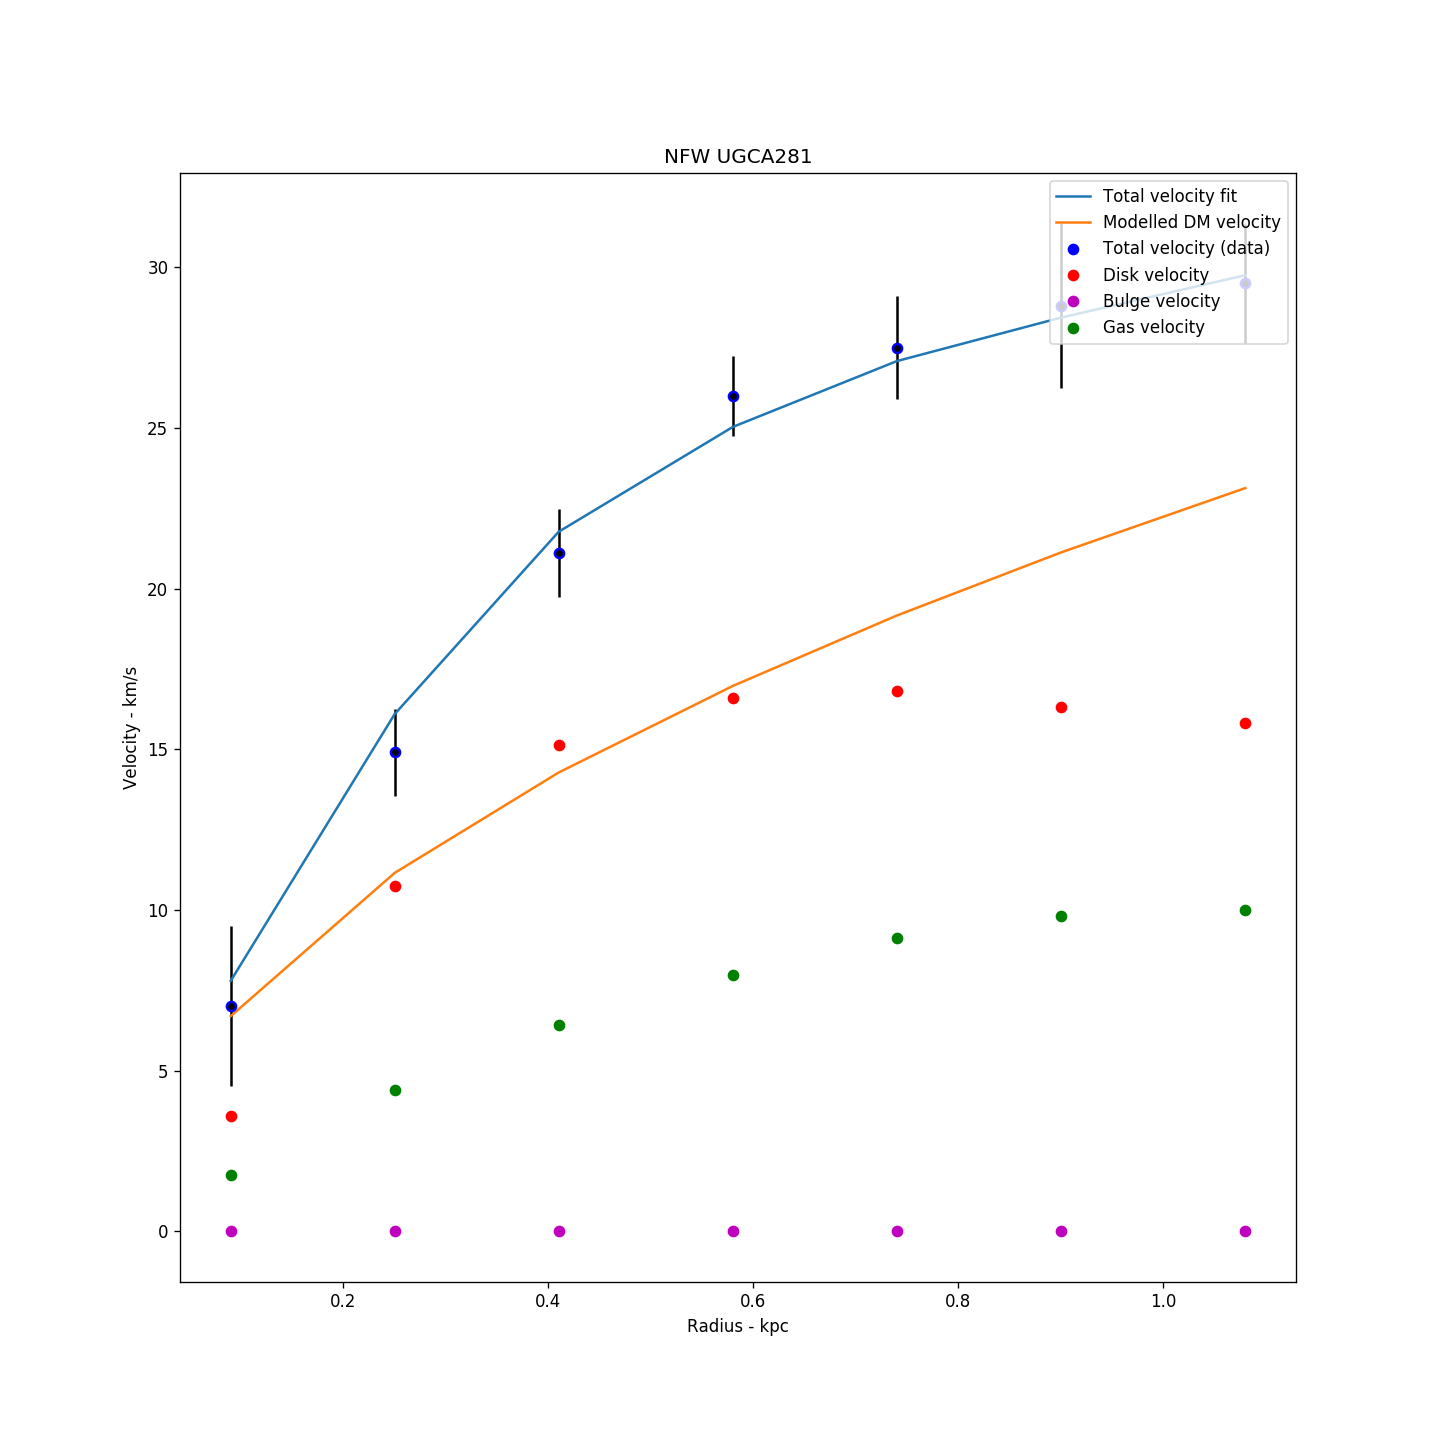 NFW UGCA281
Total velocity fit
Modelled DM velocity
Total velocity (data)
Disk velocity
Bulge velocity
Gas velocity
30
25
20
15
10
5
0
Velocity - km/s
0.2 0.4 0.6 0.8 1.0
Radius - kpc